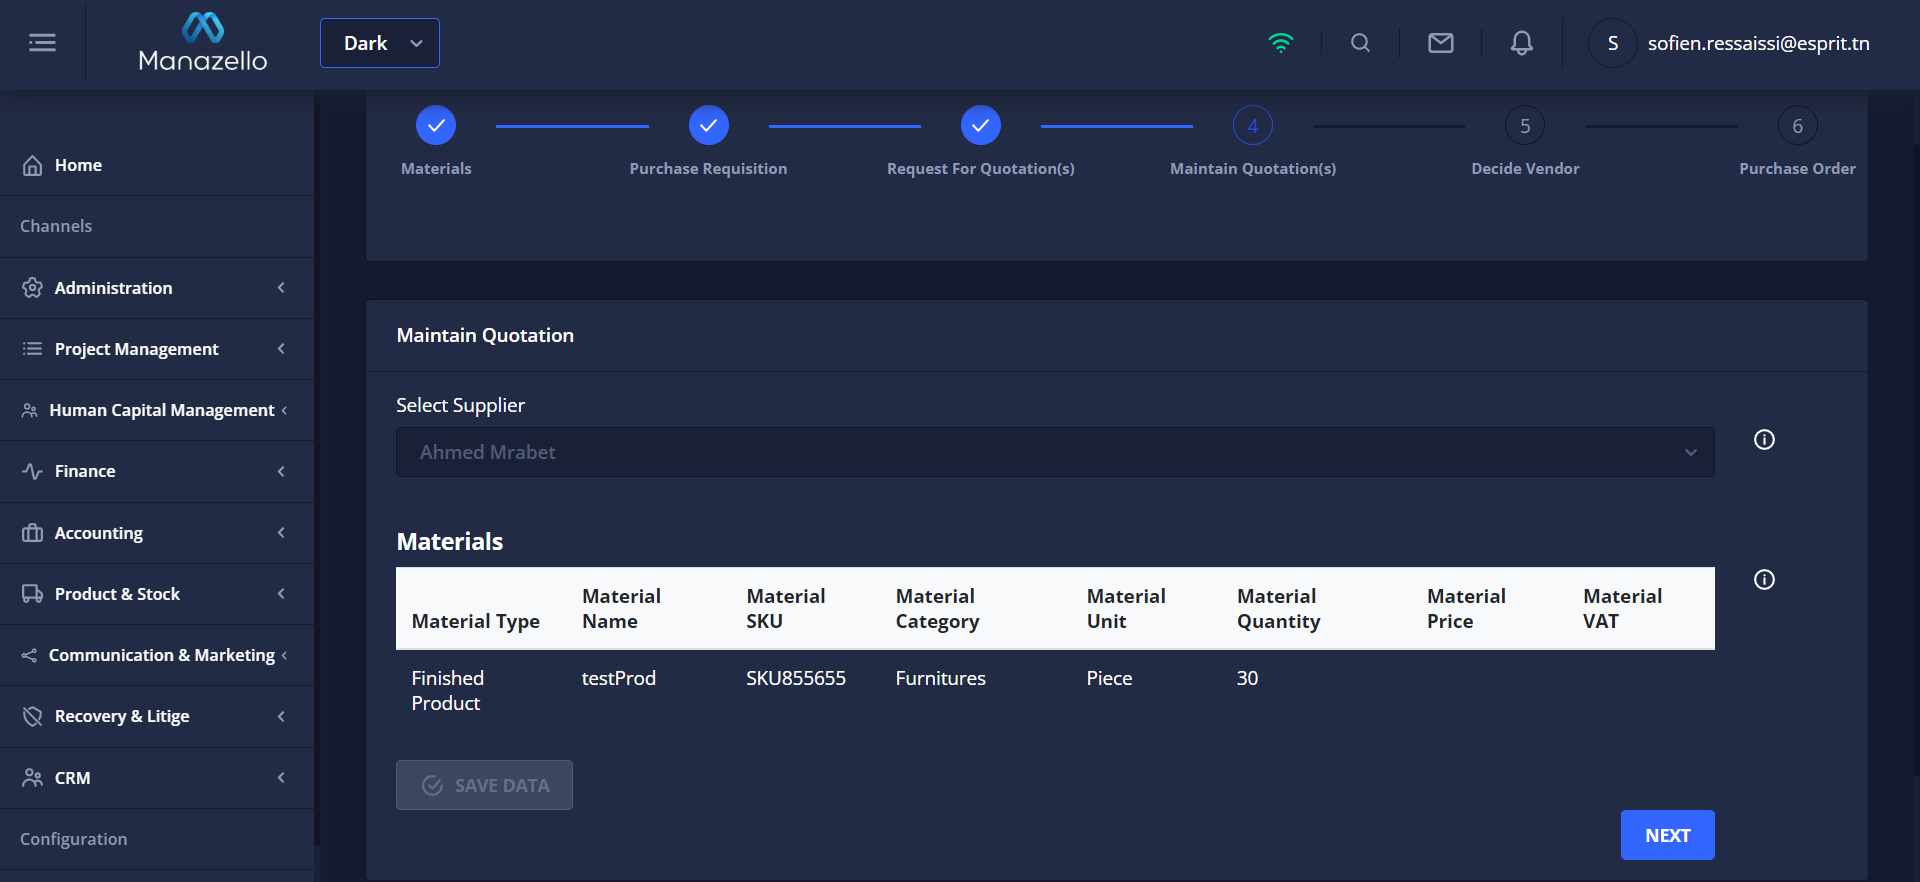 Manazello
Dark
S
sofien.ressaissi@esprit.tn
Home
Channels
Administration
Project Management
Human Capital Management
Finance
Accounting
Product & Stock
Communication & Marketing
Recovery & Litige
CRM
Configuration
4
5
6
Materials
Purchase Requisition
Request For Quotation(s)
Maintain Quotation(s)
Decide Vendor
Purchase Order
Maintain Quotation
Select Supplier
Ahmed Mrabet
Materials
Material Type
Material
Name
Material
SKU
Material
Category
Material
Unit
Material
Quantity
Material
Price
Material
VAT
Finished
Product
testProd
SKU855655
Furnitures
Piece
30
SAVE DATA
NEXT